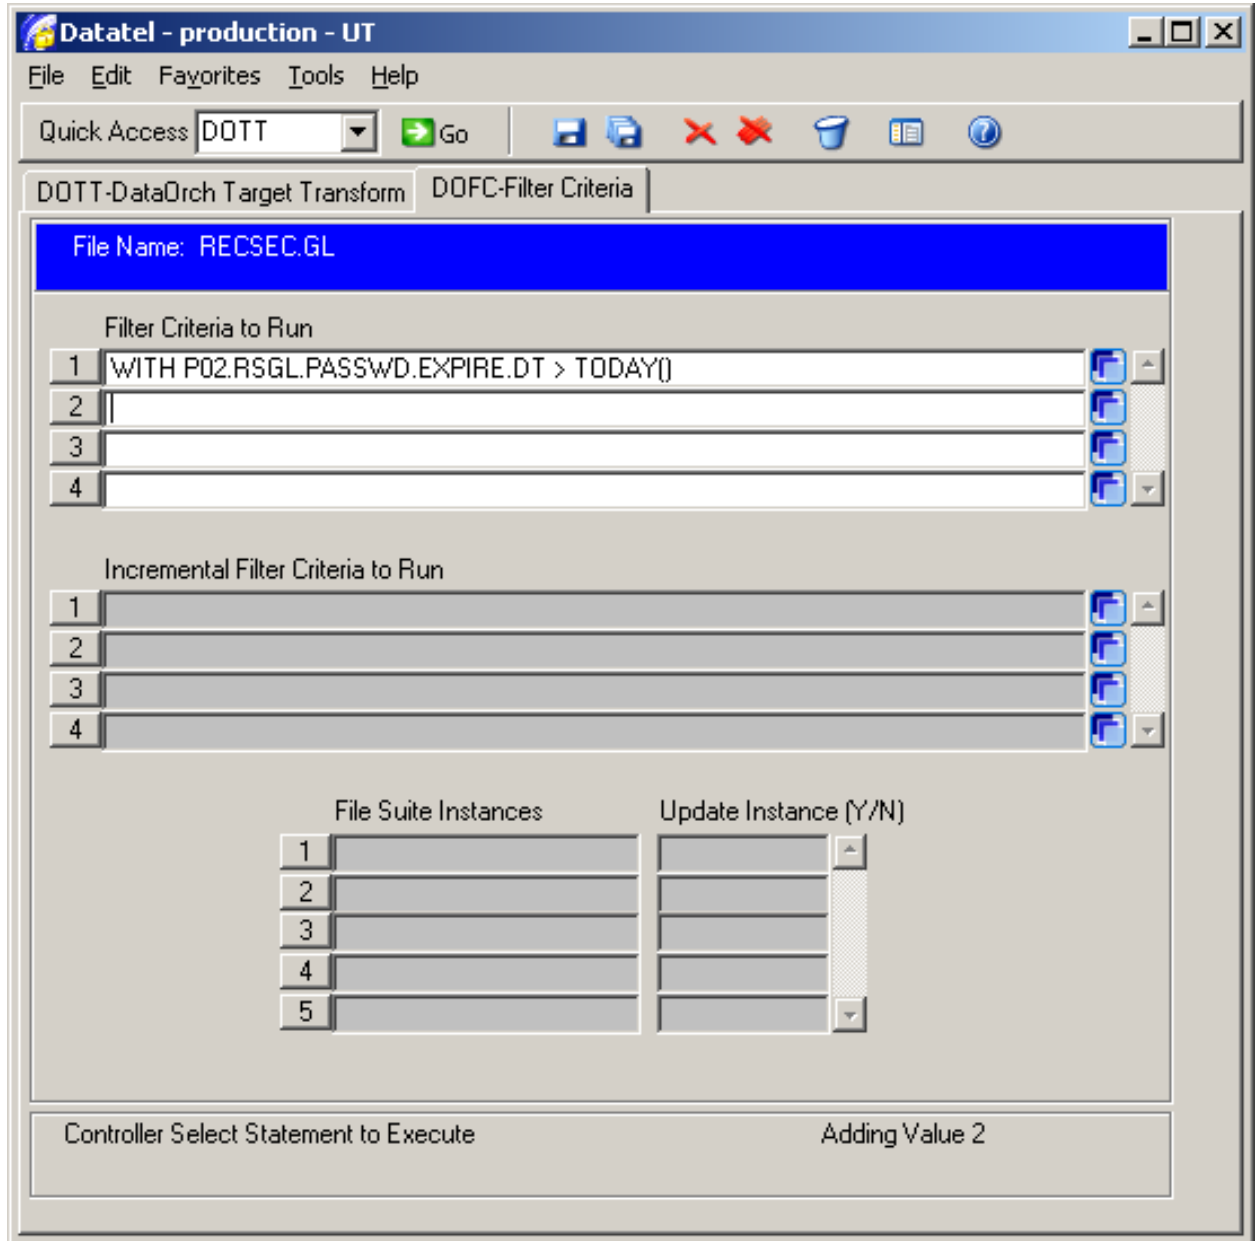 Datatel - production - UT
File Edit Favorites Tools Help
Quick Access DOTT Go
DOTT-DataOrch Target Transform DOFC-Filter Criteria
File Name: RECSEC.GL
Filter Criteria to Run
1 WITH P02.RSGL.PASSWD.EXPIRE.DT > TODAY()
2
3
4
Incremental Filter Criteria to Run
1
2
3
4
File Suite Instances Update Instance (Y/N)
1
2
3
4
5
Controller Select Statement to Execute Adding Value 2